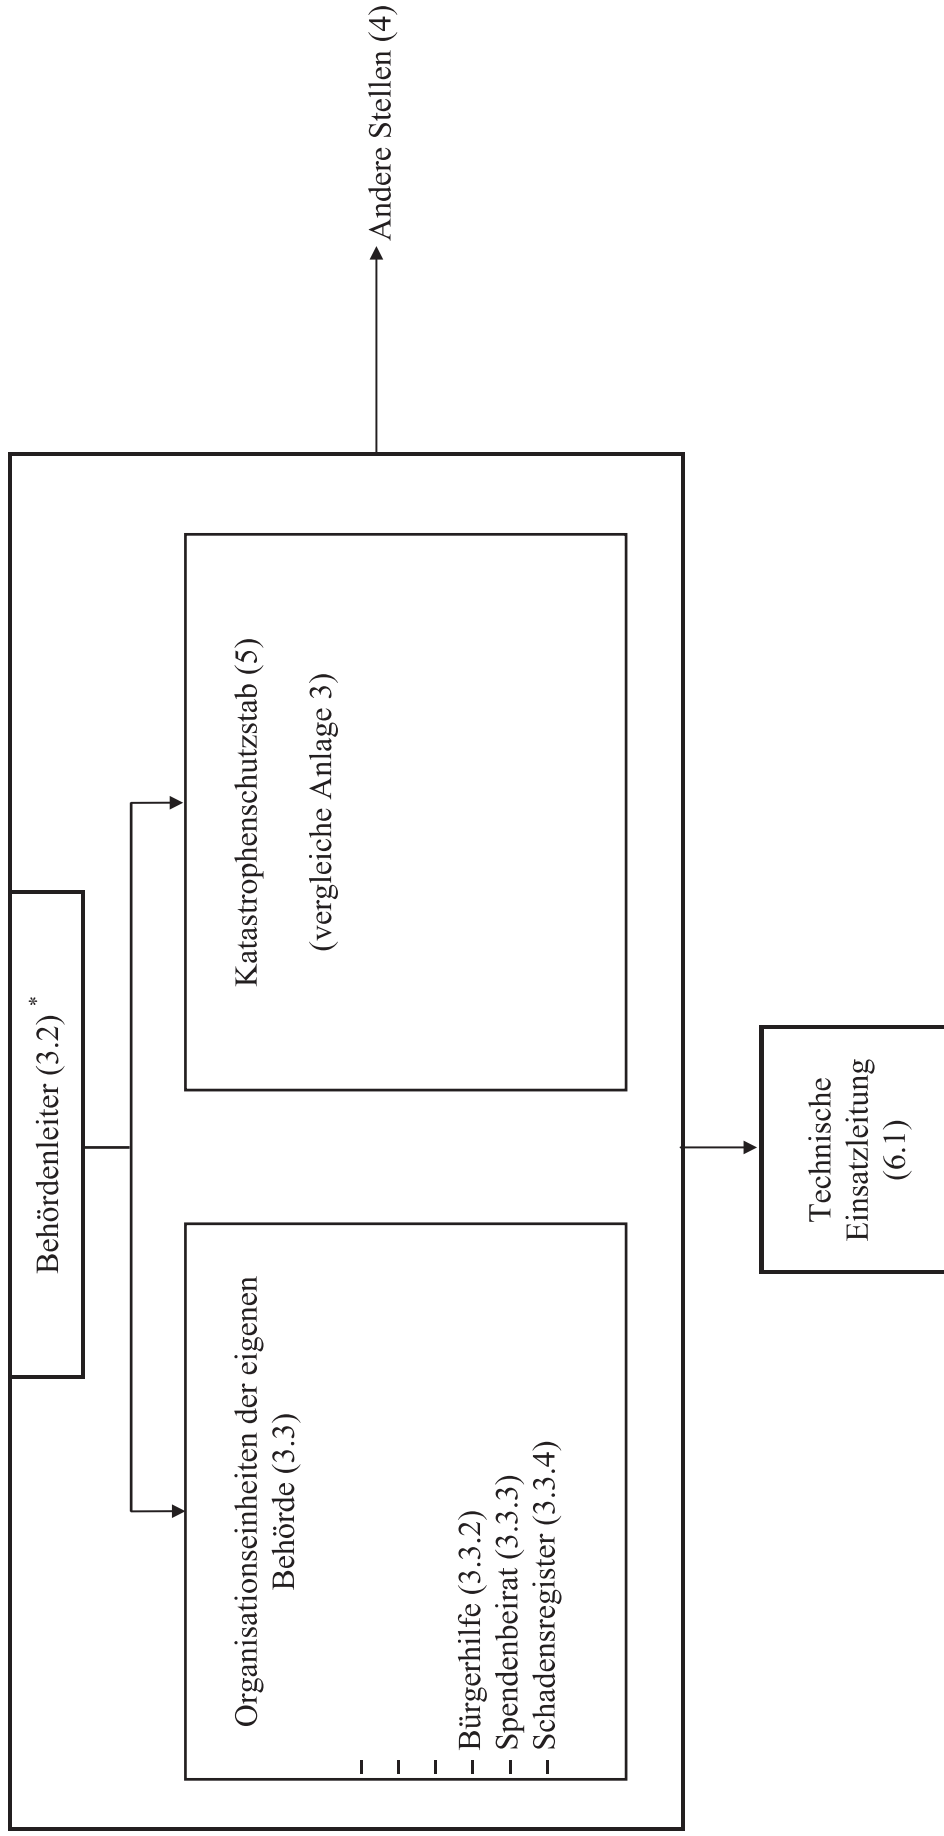 Behördenleiter (3.2) *
Organisationseinheiten der eigenen
Behörde (3.3)
–
–
–
– Bürgerhilfe (3.3.2)
– Spendenbeirat (3.3.3)
– Schadensregister (3.3.4)
Katastrophenschutzstab (5)
(vergleiche Anlage 3)
Andere Stellen (4)
Technische
Einsatzleitung
(6.1)